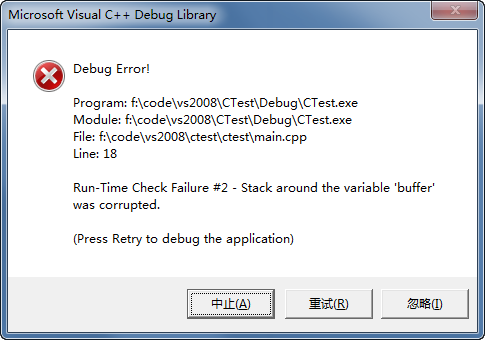 Microsoft Visual C++ Debug Library
Debug Error!
Program: f:\code\vs2008\CTest\Debug\CTest.exe
Module: f:\code\vs2008\CTest\Debug\CTest.exe
File: f:\code\vs2008\ctest\ctest\main.cpp
Line: 18
Run-Time Check Failure #2 - Stack around the variable 'buffer'
was corrupted.
(Press Retry to debug the application)
中止(A) 重试(R) 忽略(I)